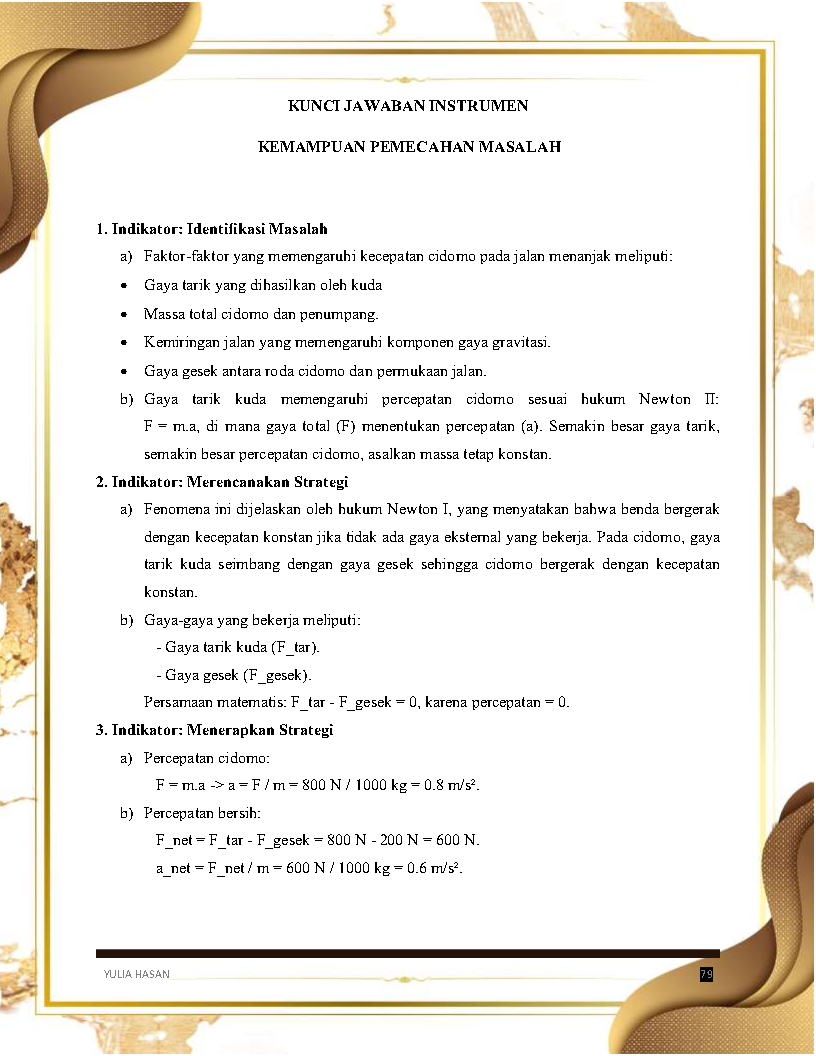 KUNCI JAWABAN INSTRUMEN
KEMAMPUAN PEMECAHAN MASALAH
1. Indikator: Identifikasi Masalah
a) Faktor-faktor yang memengaruhi kecepatan cidomo pada jalan menanjak meliputi:
• Gaya tarik yang dihasilkan oleh kuda
• Massa total cidomo dan penumpang.
• Kemiringan jalan yang memengaruhi komponen gaya gravitasi.
• Gaya gesek antara roda cidomo dan permukaan jalan.
b) Gaya tarik kuda memengaruhi percepatan cidomo sesuai hukum Newton II:
F = m.a, di mana gaya total (F) menentukan percepatan (a). Semakin besar gaya tarik,
semakin besar percepatan cidomo, asalkan massa tetap konstan.
2. Indikator: Merencanakan Strategi
a) Fenomena ini dijelaskan oleh hukum Newton I, yang menyatakan bahwa benda bergerak
dengan kecepatan konstan jika tidak ada gaya eksternal yang bekerja. Pada cidomo, gaya
tarik kuda seimbang dengan gaya gesek sehingga cidomo bergerak dengan kecepatan
konstan.
b) Gaya-gaya yang bekerja meliputi:
- Gaya tarik kuda (F_tar).
- Gaya gesek (F_gesek).
Persamaan matematis: F_tar - F_gesek = 0, karena percepatan = 0.
3. Indikator: Menerapkan Strategi
a) Percepatan cidomo:
F = m.a -> a = F / m = 800 N / 1000 kg = 0.8 m/s².
b) Percepatan bersih:
F_net = F_tar - F_gesek = 800 N - 200 N = 600 N.
a_net = F_net / m = 600 N / 1000 kg = 0.6 m/s².
YULIA HASAN 79